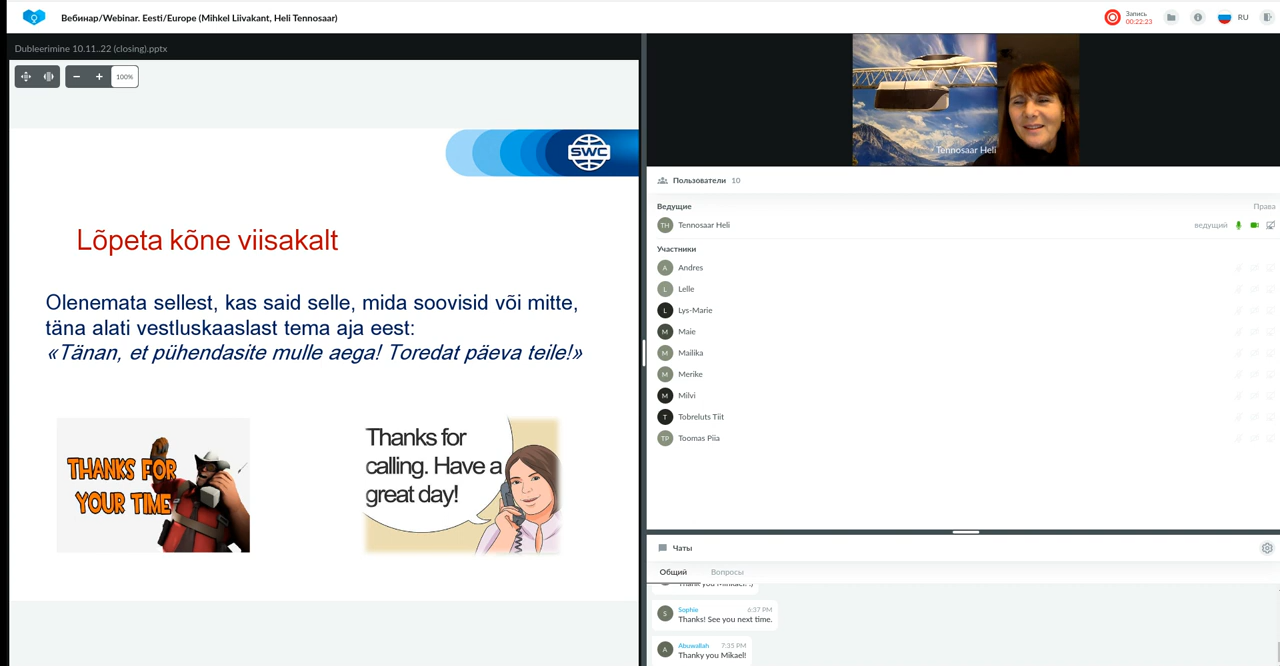 Вебинар/Webinar. Eesti/Europe (Mihkel Liivakant, Heli Tennosaar)
Запись
00:22:23
RU
Dubleerimine 10.11..22 (closing).pptx
100%
SWC
Lõpeta kõne viisakalt
Olenemata sellest, kas said selle, mida soovisid või mitte,
täna alati vestluskaaslast tema aja eest:
«Tänan, et pühendasite mulle aega! Toredat päeva teile!»
THANKS FOR
YOUR TIME
Thanks for
calling. Have a
great day!
Tennosaar Heli
Пользователи 10
Ведущие
Права
TH Tennosaar Heli ведущий
Участники
A Andres
L Lelle
L Lys-Marie
M Maie
M Mailika
M Merike
M Milvi
T Tobreluts Tiit
TP Toomas Piia
Чаты
Общий Вопросы
S Sophie 6:37 PM
Thanks! See you next time.
A Abuwallah 7:35 PM
Thanky you Mikael!